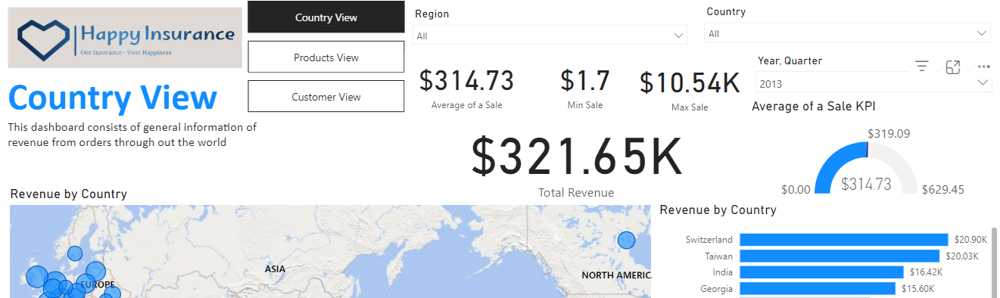 Happy Insurance
Our Insurance~ Your Happiness
Country View
This dashboard consists of general information of
revenue from orders through out the world
Country View
Products View
Customer View
Region
All
Country
All
$314.73
Average of a Sale
$1.7
Min Sale
$10.54K
Max Sale
Year, Quarter
2013
$321.65K
Total Revenue
Average of a Sale KPI
$319.09
$0.00
$314.73
$629.45
Revenue by Country
ASIA
EUROPE
NORTH AMERIC
Revenue by Country
Switzerland $20.90K
Taiwan $20.03K
India $16.42K
Georgia $15.60K